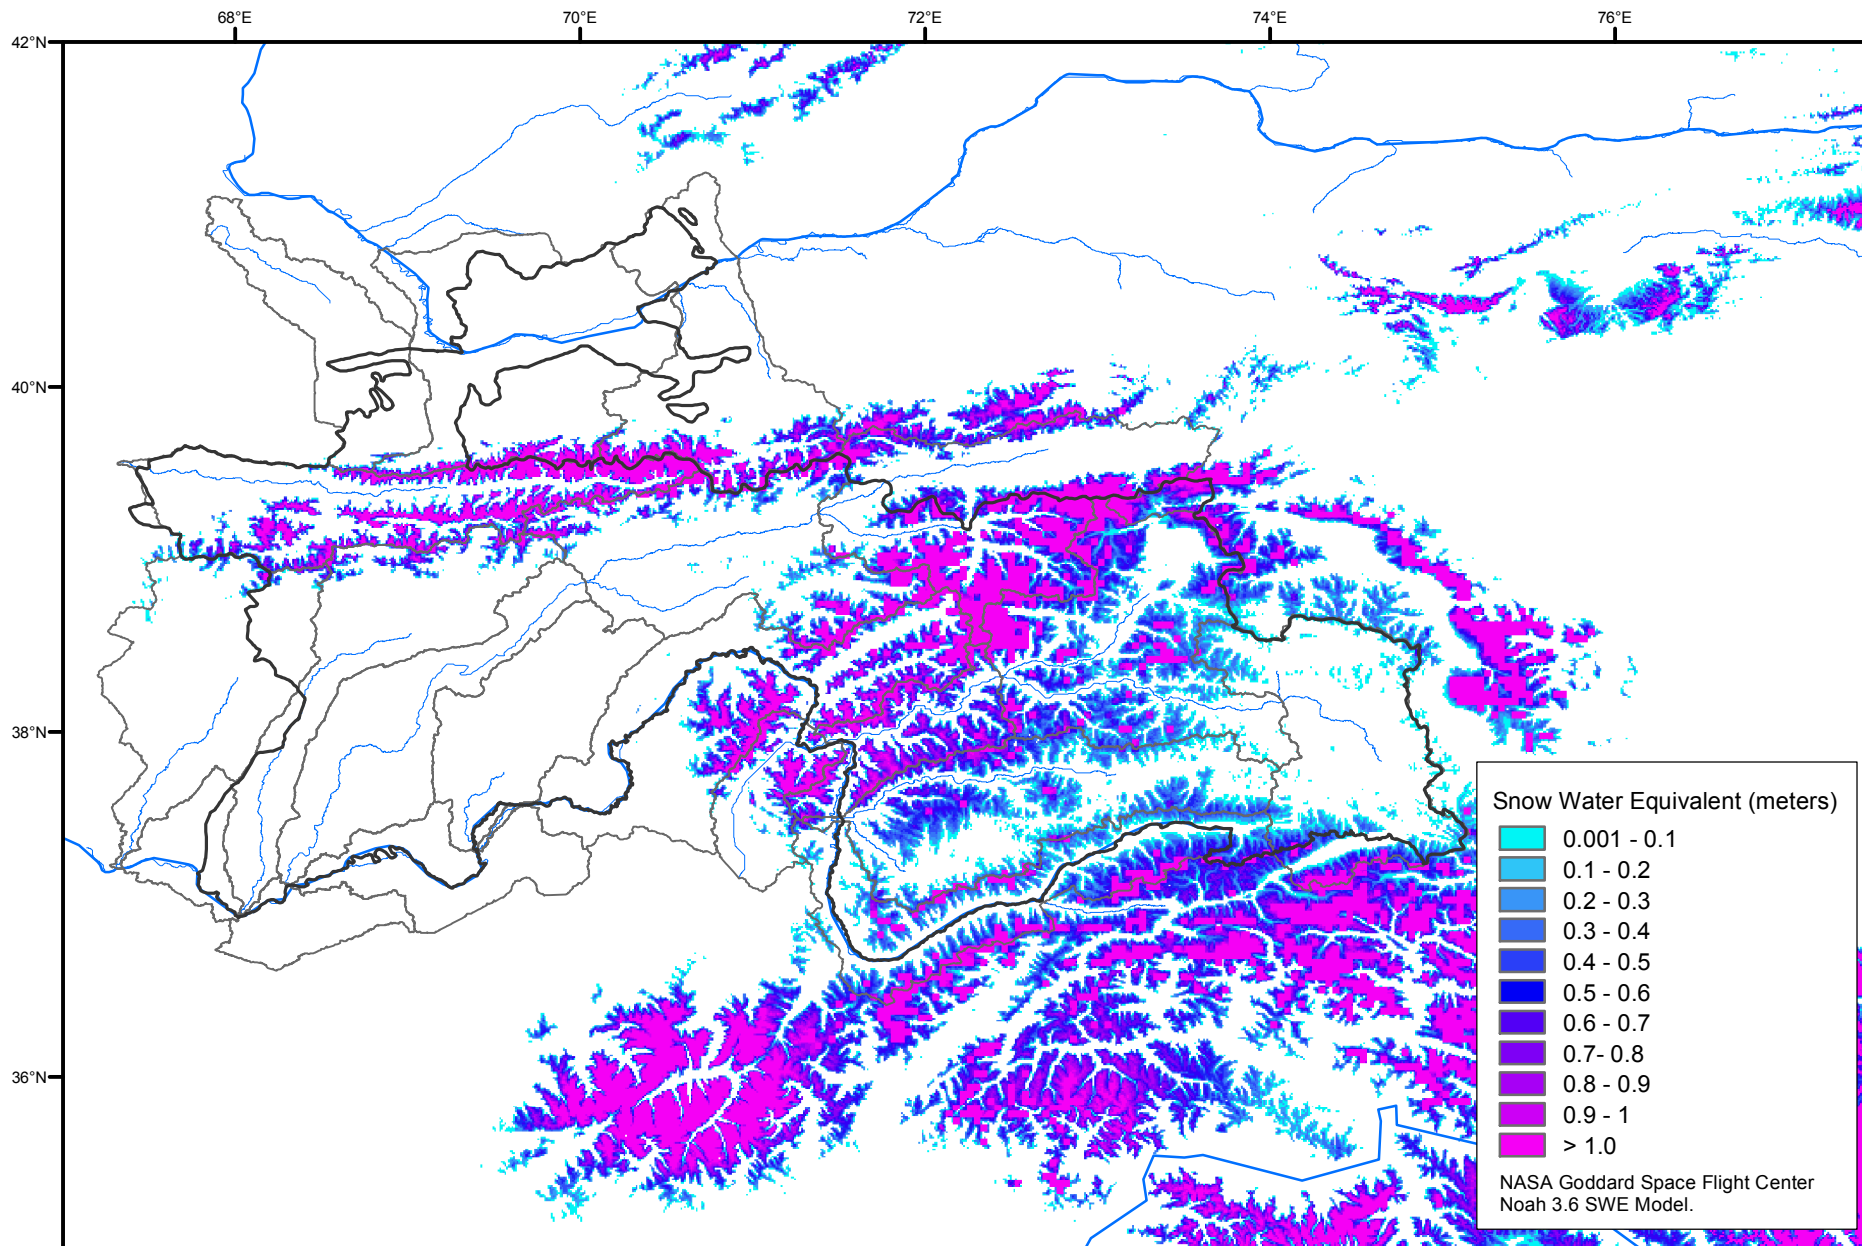 68°E 70°E 72°E 74°E 76°E
42°N
40°N
38°N
36°N
Snow Water Equivalent (meters)
0.001 - 0.1
0.1 - 0.2
0.2 - 0.3
0.3 - 0.4
0.4 - 0.5
0.5 - 0.6
0.6 - 0.7
0.7- 0.8
0.8 - 0.9
0.9 - 1
> 1.0
NASA Goddard Space Flight Center
Noah 3.6 SWE Model.